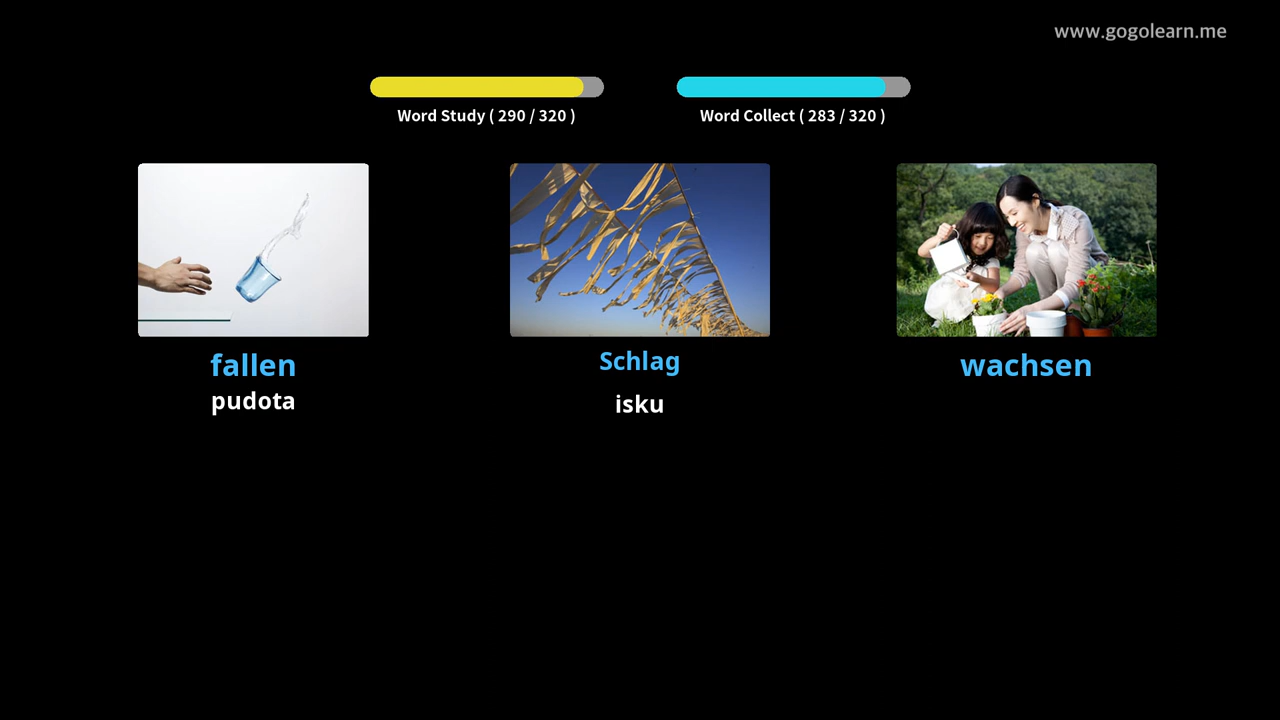 www.gogolearn.me
Word Study ( 290 / 320 )
Word Collect ( 283 / 320 )
fallen
pudota
Schlag
isku
wachsen